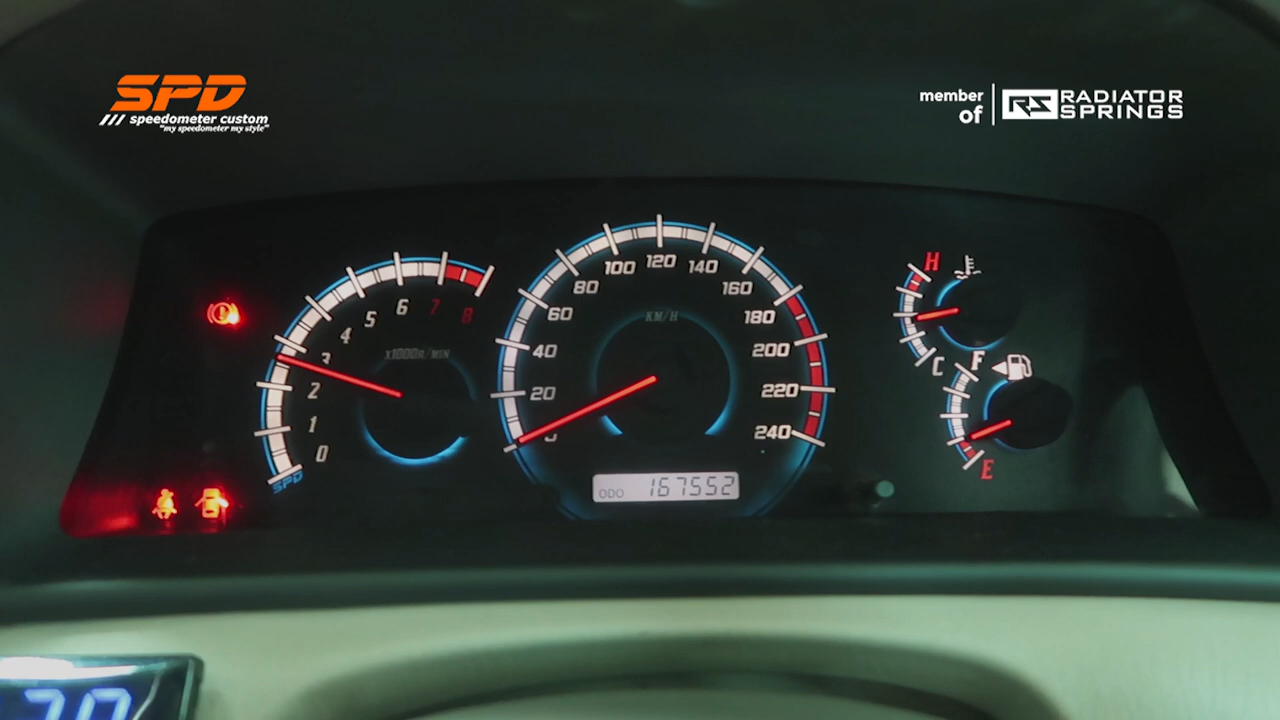 SPD
speedometer custom
"my speedometer my style"
member
of
RS
RADIATOR
SPRINGS
0
1
2
3
4
5
6
7
8
X1000R/MIN
SPD
20
40
60
80
100
120
140
160
180
200
220
240
KM/H
ODO 167552
H
C
F
E